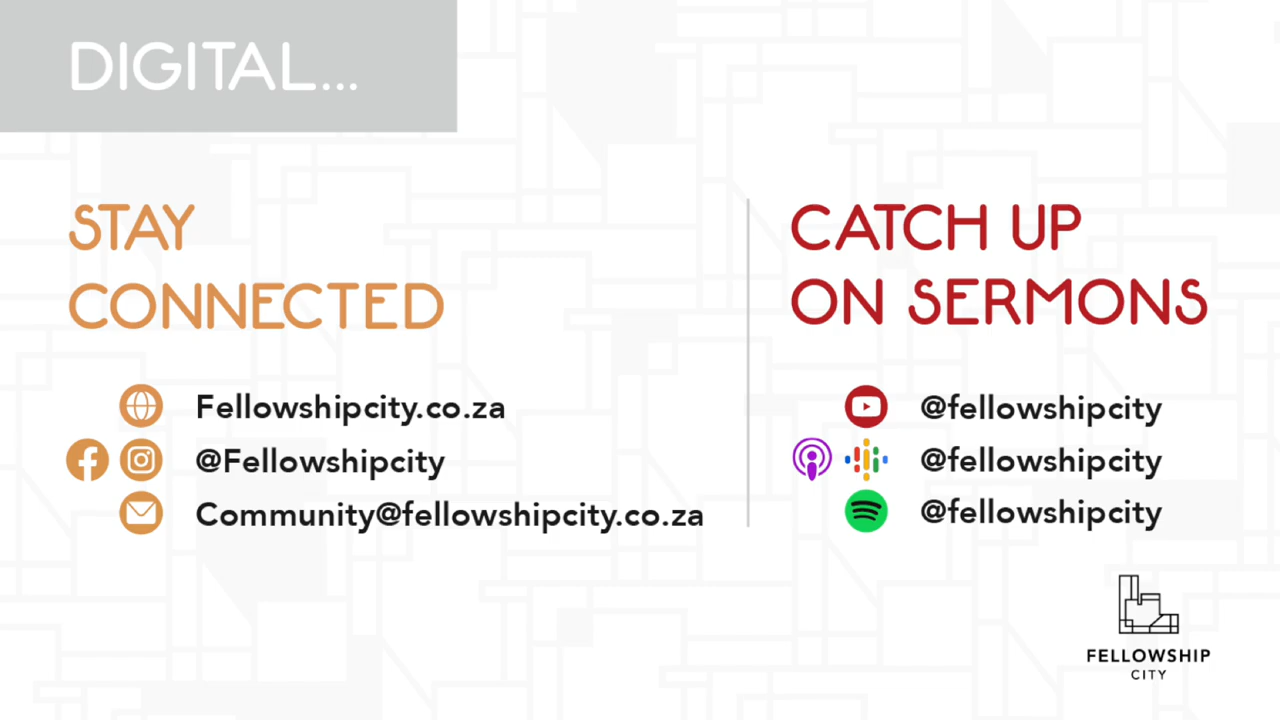 DIGITAL...
STAY
CONNECTED
Fellowshipcity.co.za
@Fellowshipcity
Community@fellowshipcity.co.za
CATCH UP
ON SERMONS
@fellowshipcity
@fellowshipcity
@fellowshipcity
FELLOWSHIP
CITY